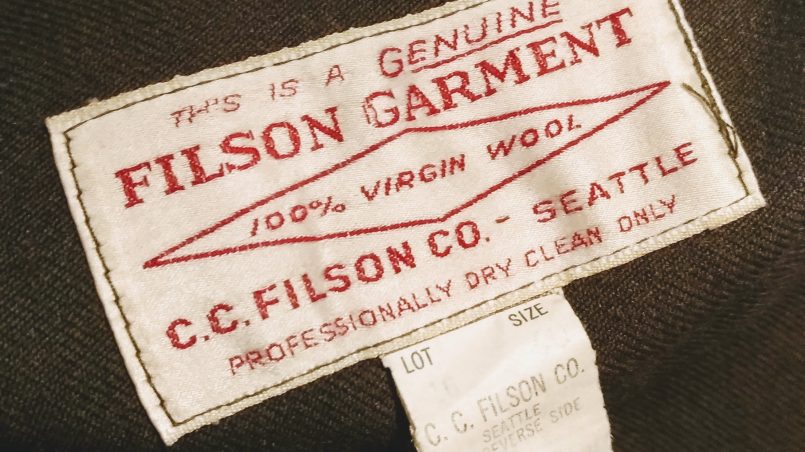 THIS IS A GENUINE
FILSON GARMENT
100% VIRGIN WOOL
C.C. FILSON CO. - SEATTLE
PROFESSIONALLY DRY CLEAN ONLY
LOT SIZE
C. C. FILSON CO.
SEATTLE
REVERSE SIDE